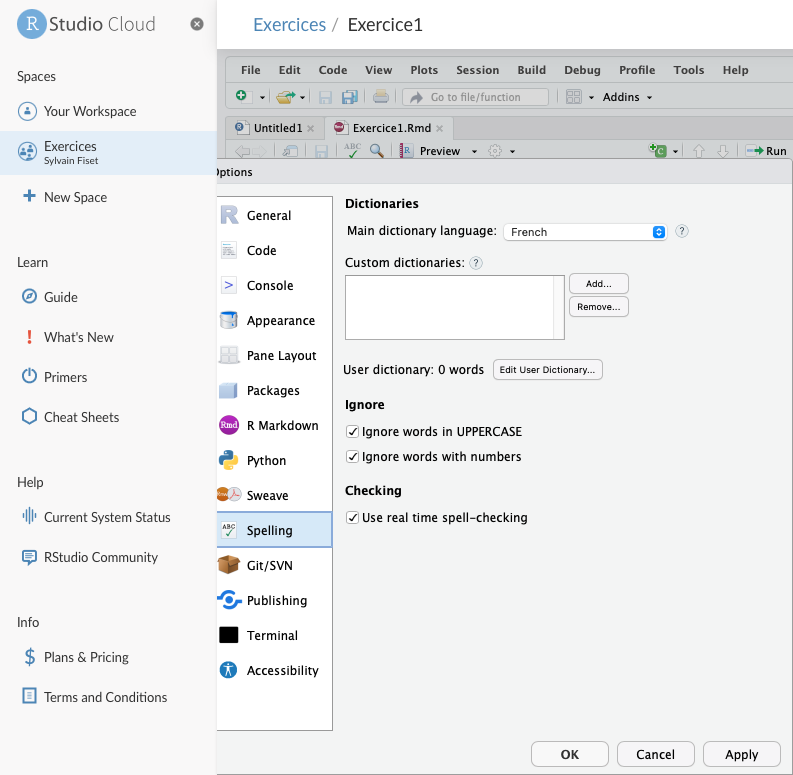 R Studio Cloud
Exercices / Exercice1
Spaces
Your Workspace
Exercices
Sylvain Fiset
New Space
Learn
Guide
What's New
Primers
Cheat Sheets
Help
Current System Status
RStudio Community
Info
Plans & Pricing
Terms and Conditions
File Edit Code View Plots Session Build Debug Profile Tools Help
Go to file/function Addins
Untitled1 Exercice1.Rmd
ABC Preview Run
Options
General
Code
Console
Appearance
Pane Layout
Packages
Rmd R Markdown
Python
Sweave
ABC Spelling
Git/SVN
Publishing
Terminal
Accessibility
Dictionaries
Main dictionary language: French ?
Custom dictionaries: ?
Add...
Remove...
User dictionary: 0 words Edit User Dictionary...
Ignore
Ignore words in UPPERCASE
Ignore words with numbers
Checking
Use real time spell-checking
OK Cancel Apply